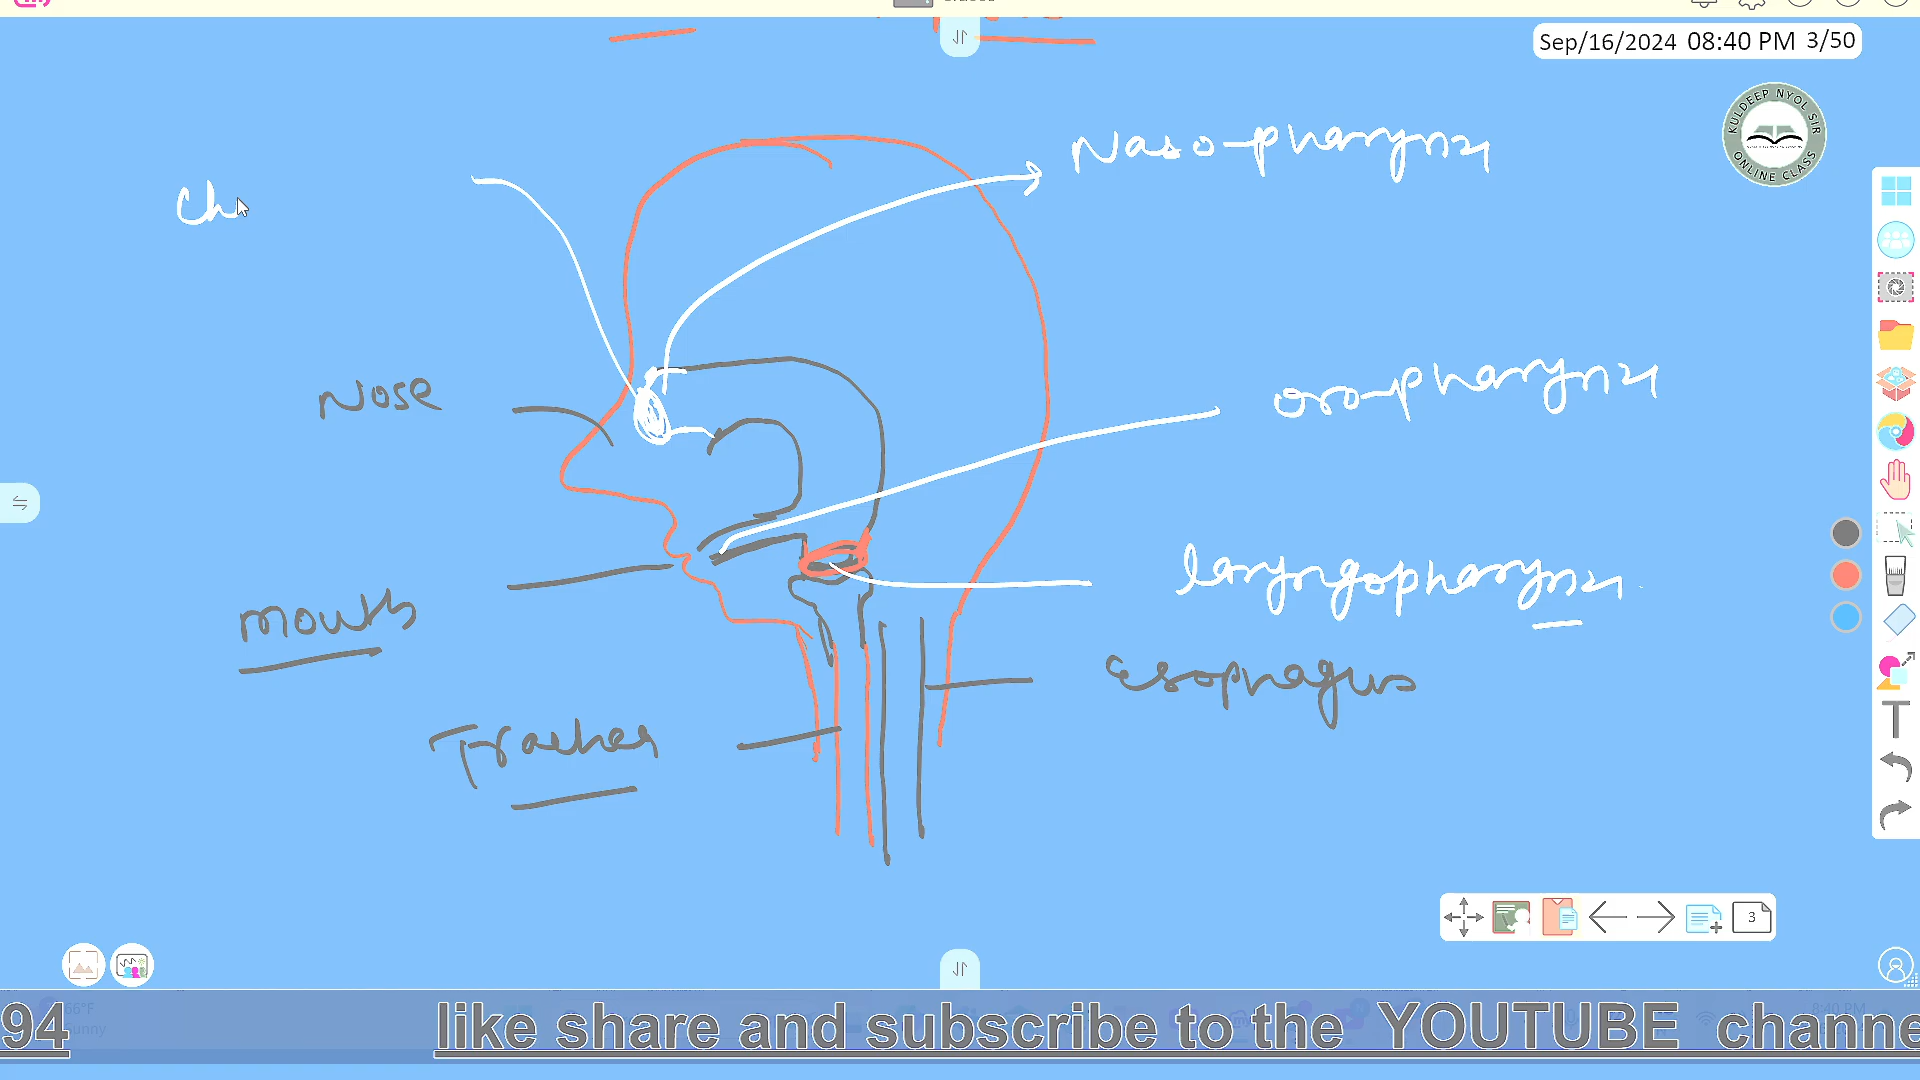 Sep/16/2024 08:40 PM 3/50
KULDEEP NYOL SIR
ONLINE CLASS
Naso-pharynx
Ch
Nose
oro-pharynx
laryngopharynx
mouth
Esophagus
Trachea
3
94 like share and subscribe to the YOUTUBE channe